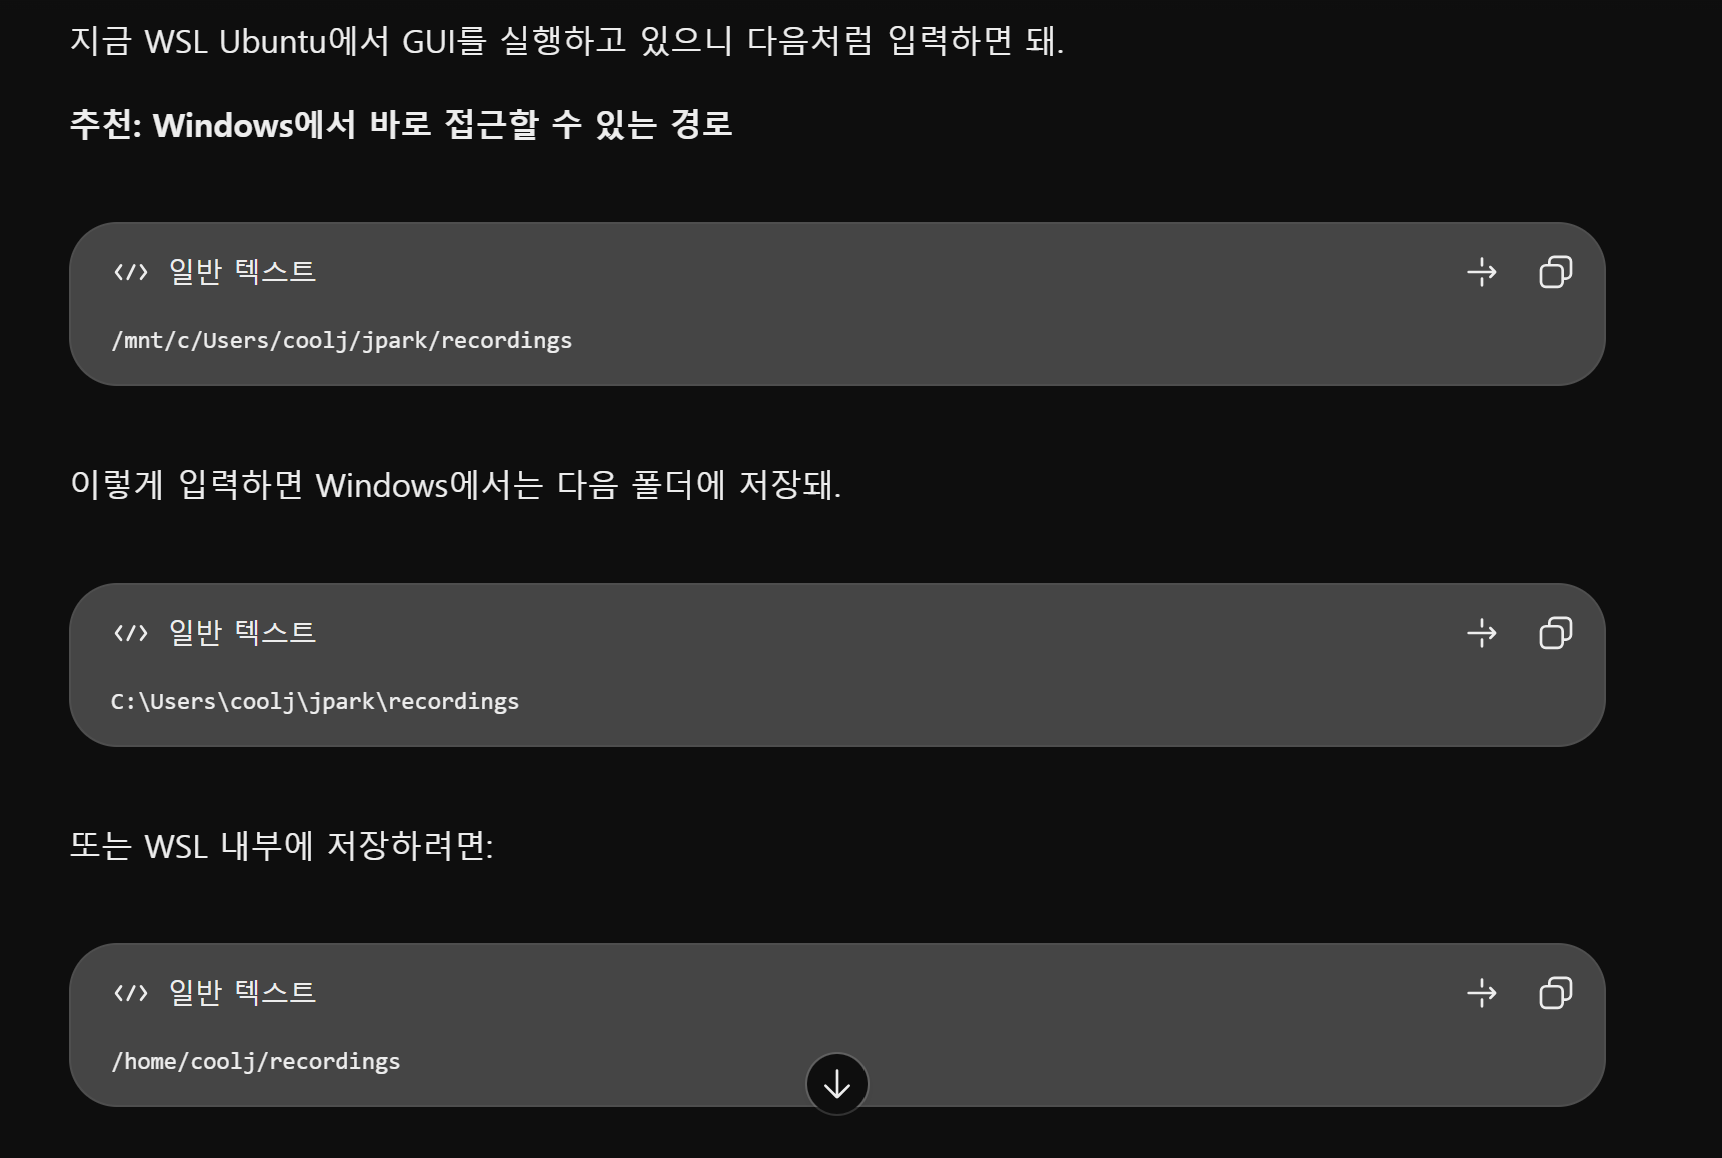 지금 WSL Ubuntu에서 GUI를 실행하고 있으니 다음처럼 입력하면 돼.
추천: Windows에서 바로 접근할 수 있는 경로
일반 텍스트
/mnt/c/Users/coolj/jpark/recordings
이렇게 입력하면 Windows에서는 다음 폴더에 저장돼.
일반 텍스트
C:\Users\coolj\jpark\recordings
또는 WSL 내부에 저장하려면:
일반 텍스트
/home/coolj/recordings